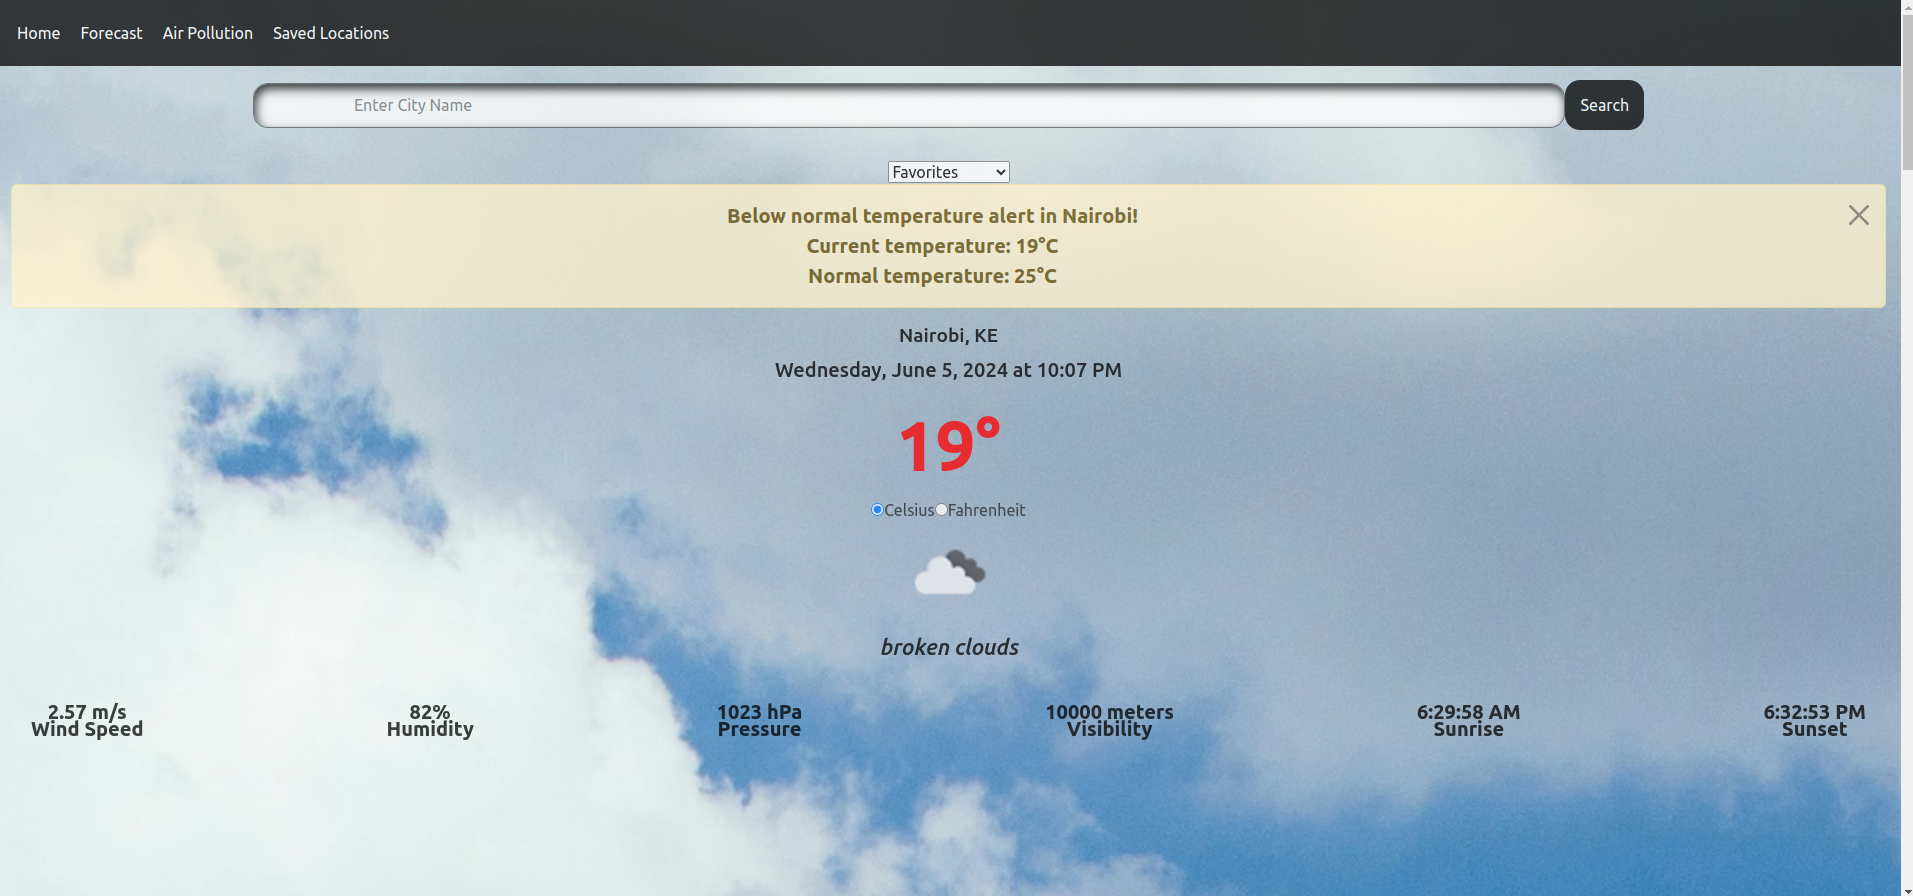 Home Forecast Air Pollution Saved Locations
Enter City Name
Search
Favorites
Below normal temperature alert in Nairobi!
Current temperature: 19°C
Normal temperature: 25°C
Nairobi, KE
Wednesday, June 5, 2024 at 10:07 PM
19°
Celsius Fahrenheit
broken clouds
2.57 m/s
Wind Speed
82%
Humidity
1023 hPa
Pressure
10000 meters
Visibility
6:29:58 AM
Sunrise
6:32:53 PM
Sunset